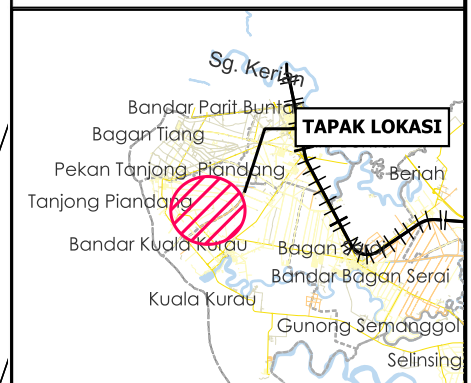 Sg. Kerian
Bandar Parit Buntar
TAPAK LOKASI
Bagan Tiang
Pekan Tanjong Piandang
Beriah
Tanjong Piandang
Bandar Kuala Kurau
Bagan Serai
Bandar Bagan Serai
Kuala Kurau
Gunong Semanggol
Selinsing